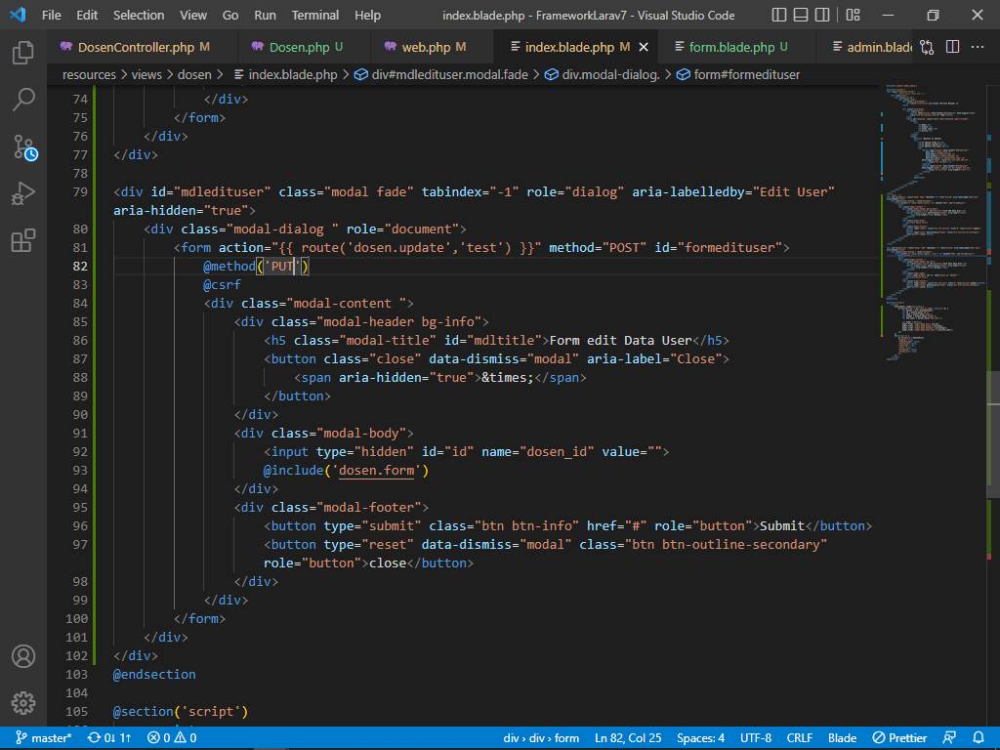 File Edit Selection View Go Run Terminal Help index.blade.php - FrameworkLarav7 - Visual Studio Code
DosenController.php M Dosen.php U web.php M index.blade.php M form.blade.php U admin.blade
resources > views > dosen > index.blade.php > div#mdledituser.modal.fade > div.modal-dialog. > form#formedituser
74 </div>
75 </form>
76 </div>
77 </div>
78
79 <div id="mdledituser" class="modal fade" tabindex="-1" role="dialog" aria-labelledby="Edit User"
aria-hidden="true">
80 <div class="modal-dialog " role="document">
81 <form action="{{ route('dosen.update','test') }}" method="POST" id="formedituser">
82 @method('PUT')
83 @csrf
84 <div class="modal-content ">
85 <div class="modal-header bg-info">
86 <h5 class="modal-title" id="mdltitle">Form edit Data User</h5>
87 <button class="close" data-dismiss="modal" aria-label="Close">
88 <span aria-hidden="true">&times;</span>
89 </button>
90 </div>
91 <div class="modal-body">
92 <input type="hidden" id="id" name="dosen_id" value="">
93 @include('dosen.form')
94 </div>
95 <div class="modal-footer">
96 <button type="submit" class="btn btn-info" href="#" role="button">Submit</button>
97 <button type="reset" data-dismiss="modal" class="btn btn-outline-secondary"
role="button">close</button>
98 </div>
99 </div>
100 </form>
101 </div>
102 </div>
103 @endsection
104
105 @section('script')
master* 0↓ 1↑ 0 0 div › div › form Ln 82, Col 25 Spaces: 4 UTF-8 CRLF Blade Prettier